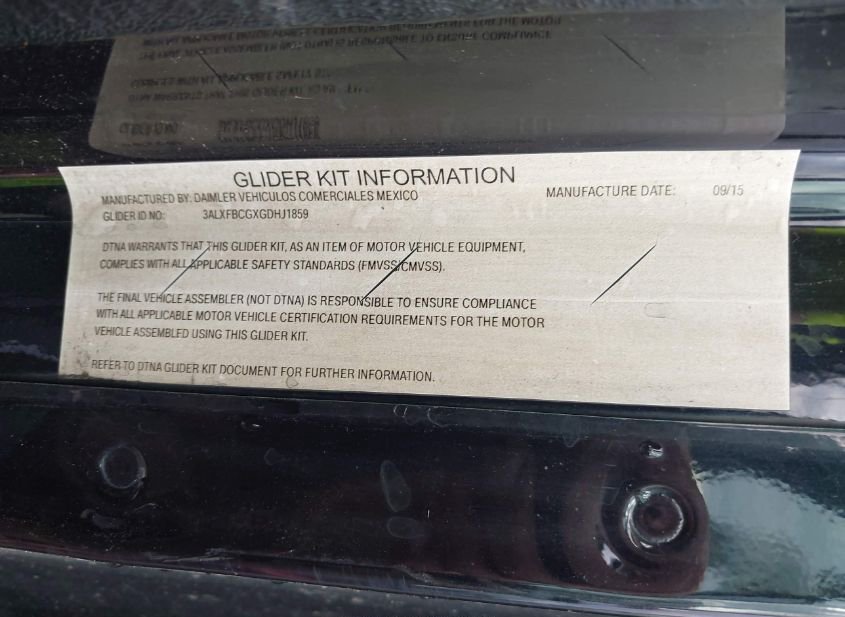 GLIDER KIT INFORMATION
MANUFACTURED BY: DAIMLER VEHICULOS COMERCIALES MEXICO MANUFACTURE DATE: 09/15
GLIDER ID NO: 3ALXFBCGXGDHJ1859
DTNA WARRANTS THAT THIS GLIDER KIT, AS AN ITEM OF MOTOR VEHICLE EQUIPMENT,
COMPLIES WITH ALL APPLICABLE SAFETY STANDARDS (FMVSS/CMVSS).
THE FINAL VEHICLE ASSEMBLER (NOT DTNA) IS RESPONSIBLE TO ENSURE COMPLIANCE
WITH ALL APPLICABLE MOTOR VEHICLE CERTIFICATION REQUIREMENTS FOR THE MOTOR
VEHICLE ASSEMBLED USING THIS GLIDER KIT.
REFER TO DTNA GLIDER KIT DOCUMENT FOR FURTHER INFORMATION.